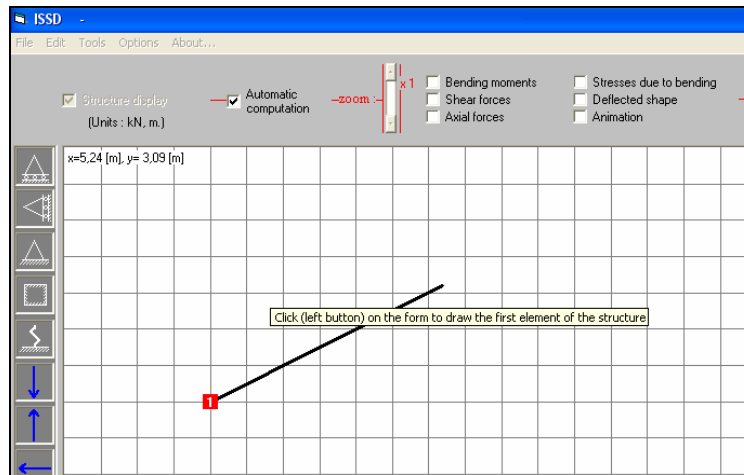 ISSD -
File Edit Tools Options About...
Structure display
(Units : kN, m.)
Automatic
computation
zoom :
x 1
Bending moments
Shear forces
Axial forces
Stresses due to bending
Deflected shape
Animation
x=5,24 [m], y= 3,09 [m]
Click (left button) on the form to draw the first element of the structure
1